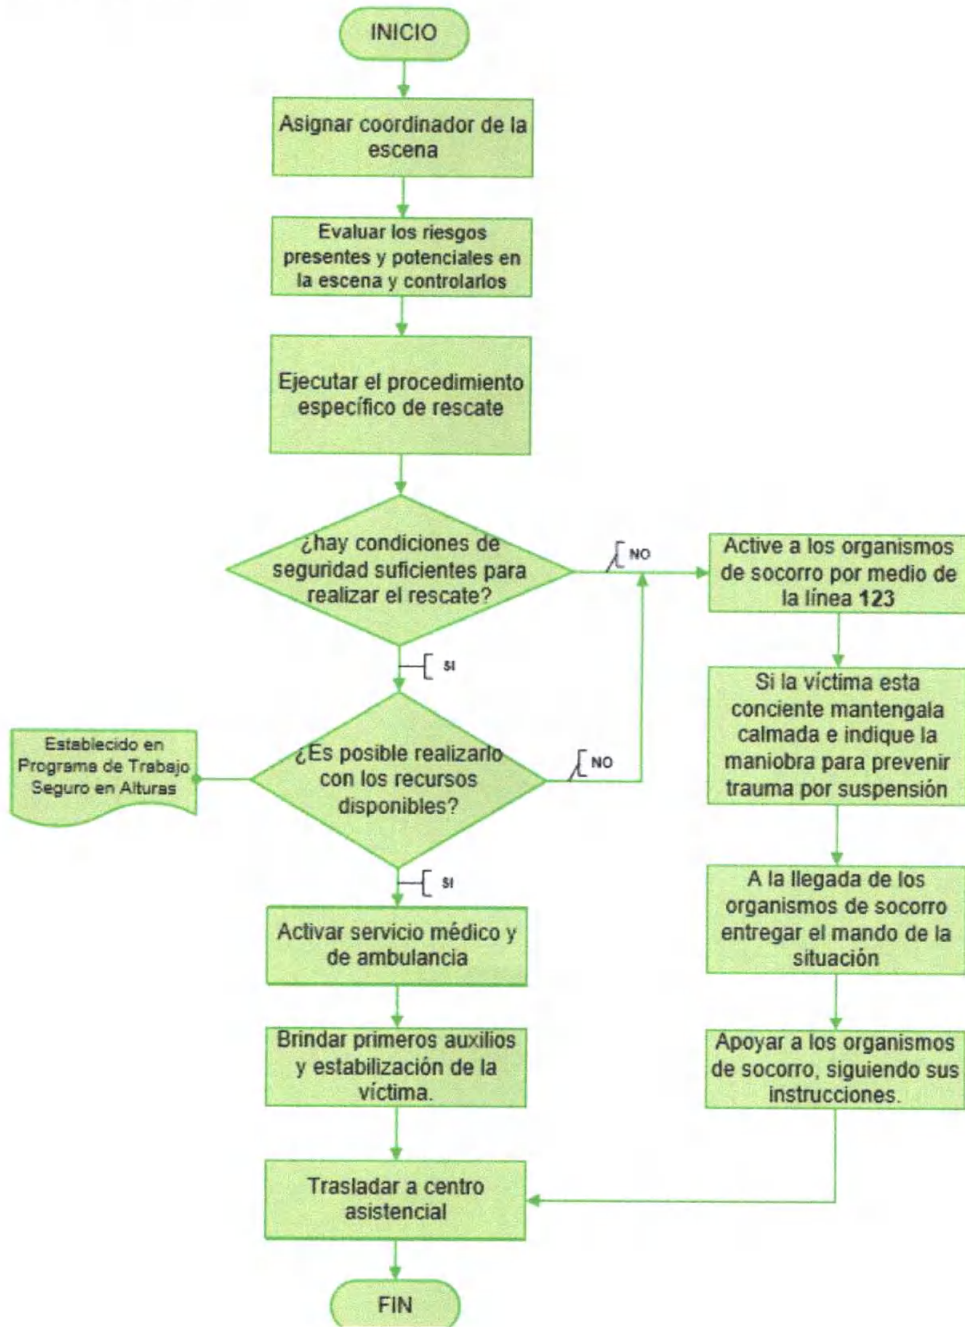 INICIO
Asignar coordinador de la
escena
Evaluar los riesgos
presentes y potenciales en
la escena y controlarlos
Ejecutar el procedimiento
específico de rescate
¿hay condiciones de
seguridad suficientes para
realizar el rescate?
NO
Active a los organismos
de socorro por medio de
la línea 123
SI
Si la víctima esta
conciente mantengala
calmada e indique la
maniobra para prevenir
trauma por suspensión
Establecido en
Programa de Trabajo
Seguro en Alturas
¿Es posible realizarlo
con los recursos
disponibles?
NO
SI
A la llegada de los
organismos de socorro
entregar el mando de la
situación
Activar servicio médico y
de ambulancia
Brindar primeros auxilios
y estabilización de la
víctima.
Apoyar a los organismos
de socorro, siguiendo sus
instrucciones.
Trasladar a centro
asistencial
FIN